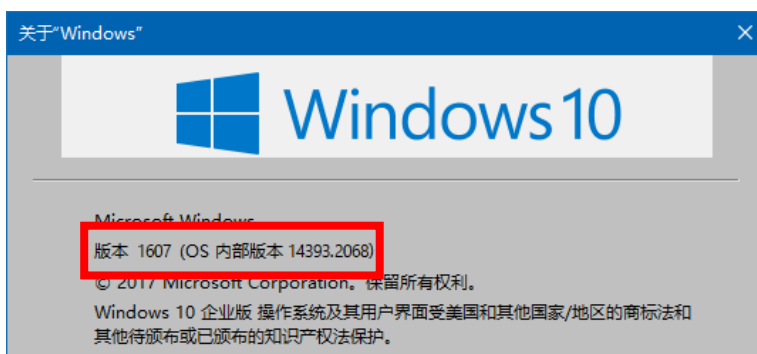 关于“Windows”
Windows 10
Microsoft Windows
版本 1607 (OS 内部版本 14393.2068)
© 2017 Microsoft Corporation。保留所有权利。
Windows 10 企业版 操作系统及其用户界面受美国和其他国家/地区的商标法和
其他待颁布或已颁布的知识产权法保护。